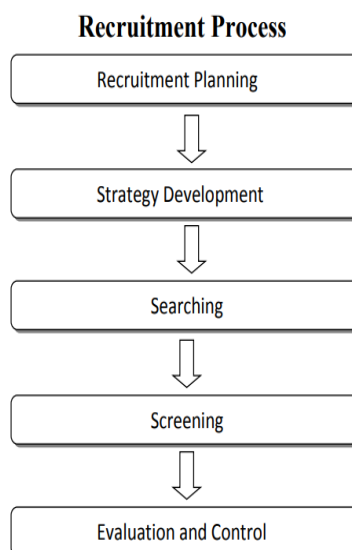 Recruitment Process
Recruitment Planning
Strategy Development
Searching
Screening
Evaluation and Control